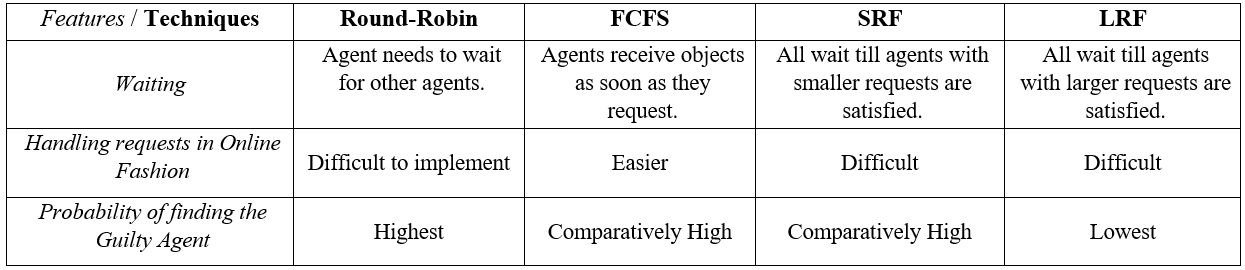 Features / Techniques
Round-Robin
FCFS
SRF
LRF
Waiting
Agent needs to wait
for other agents.
Agents receive objects
as soon as they
request.
All wait till agents with
smaller requests are
satisfied.
All wait till agents
with larger requests are
satisfied.
Handling requests in Online
Fashion
Difficult to implement
Easier
Difficult
Difficult
Probability of finding the
Guilty Agent
Highest
Comparatively High
Comparatively High
Lowest